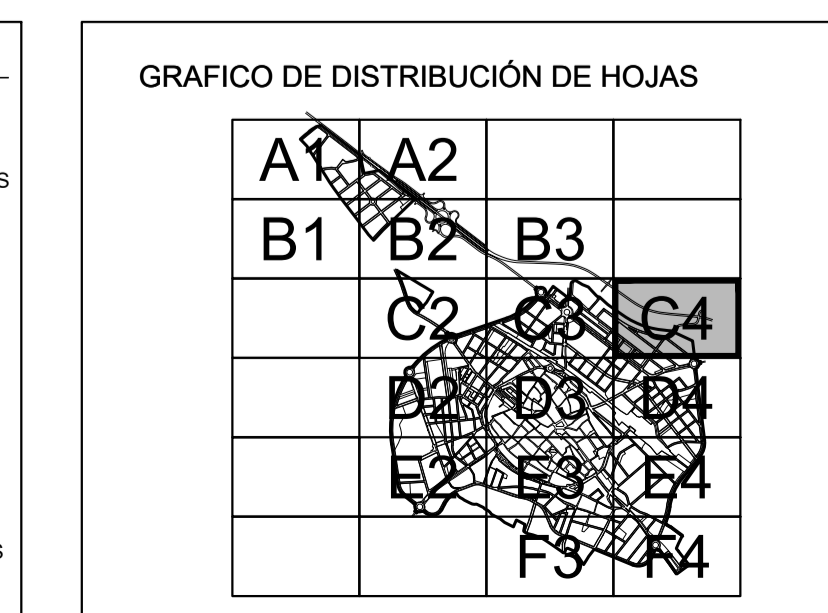 GRAFICO DE DISTRIBUCIÓN DE HOJAS
A1 A2
B1 B2 B3
C2 C3 C4
D2 D3 D4
E2 E3 E4
F3 F4
S
S